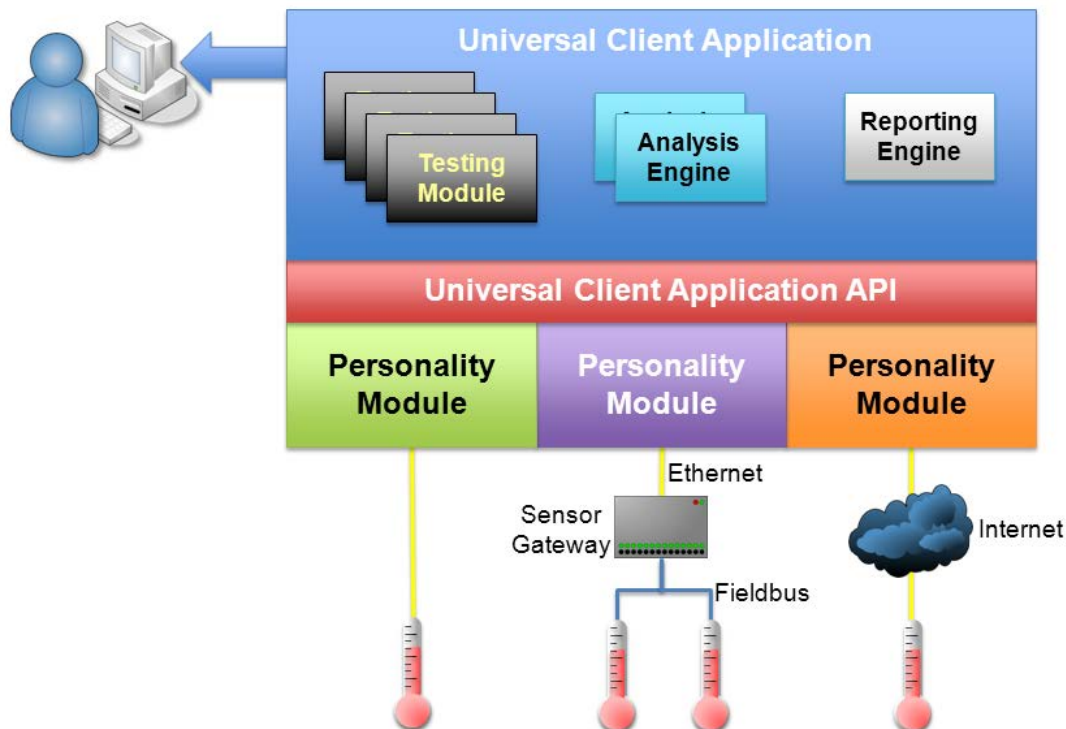 Universal Client Application
Testing
Module
Analysis
Engine
Reporting
Engine
Universal Client Application API
Personality
Module
Personality
Module
Personality
Module
Ethernet
Sensor
Gateway
Internet
Fieldbus